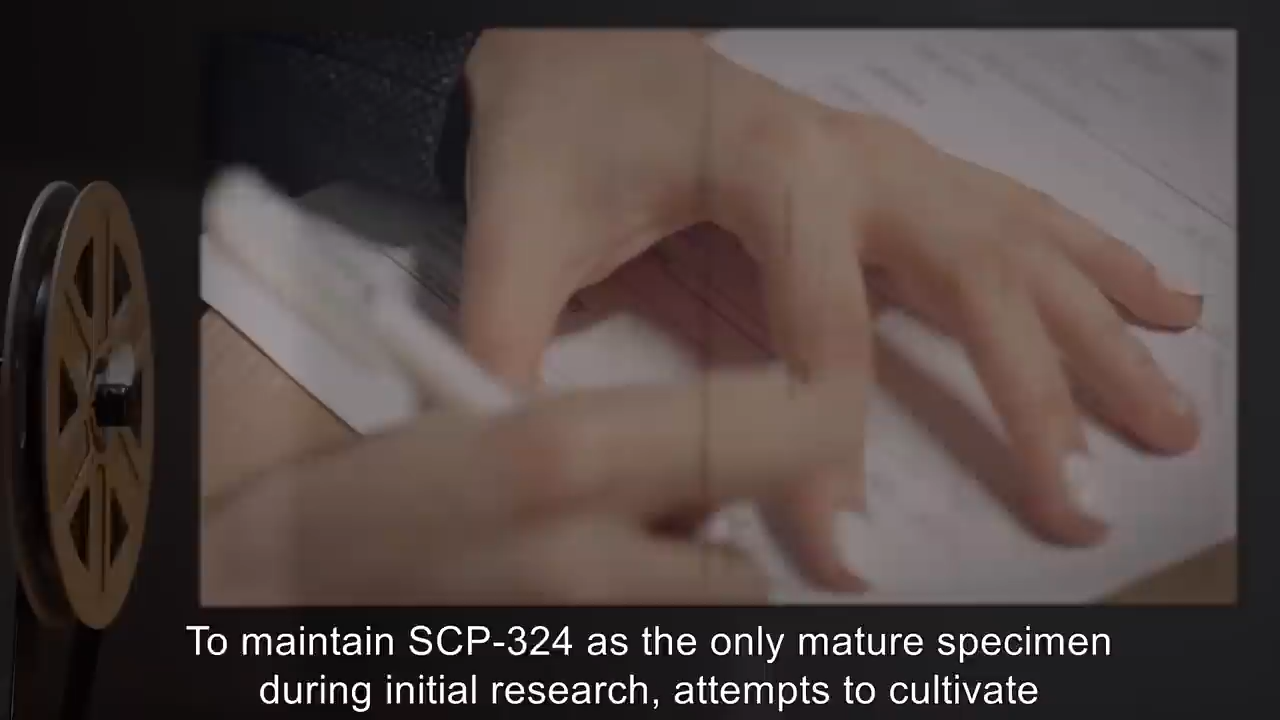 To maintain SCP-324 as the only mature specimen
during initial research, attempts to cultivate